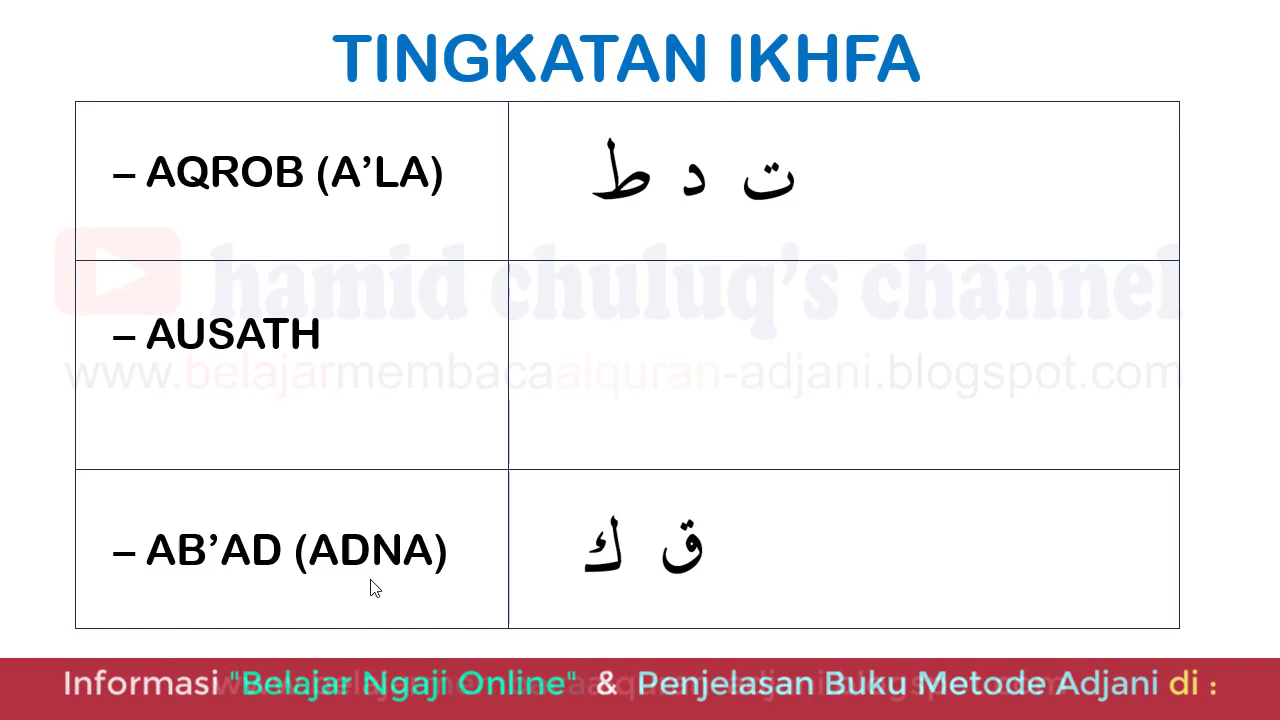 TINGKATAN IKHFA
– AQROB (A’LA)
ت د ط
hamid chuluq's channel
– AUSATH
www.belajarmembacaalquran-adjani.blogspot.com
– AB’AD (ADNA)
ق ك
Informasi "Belajar Ngaji Online" & Penjelasan Buku Metode Adjani di :